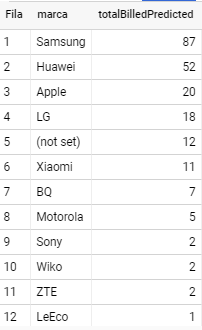 Fila marca totalBilledPredicted
1 Samsung 87
2 Huawei 52
3 Apple 20
4 LG 18
5 (not set) 12
6 Xiaomi 11
7 BQ 7
8 Motorola 5
9 Sony 2
10 Wiko 2
11 ZTE 2
12 LeEco 1